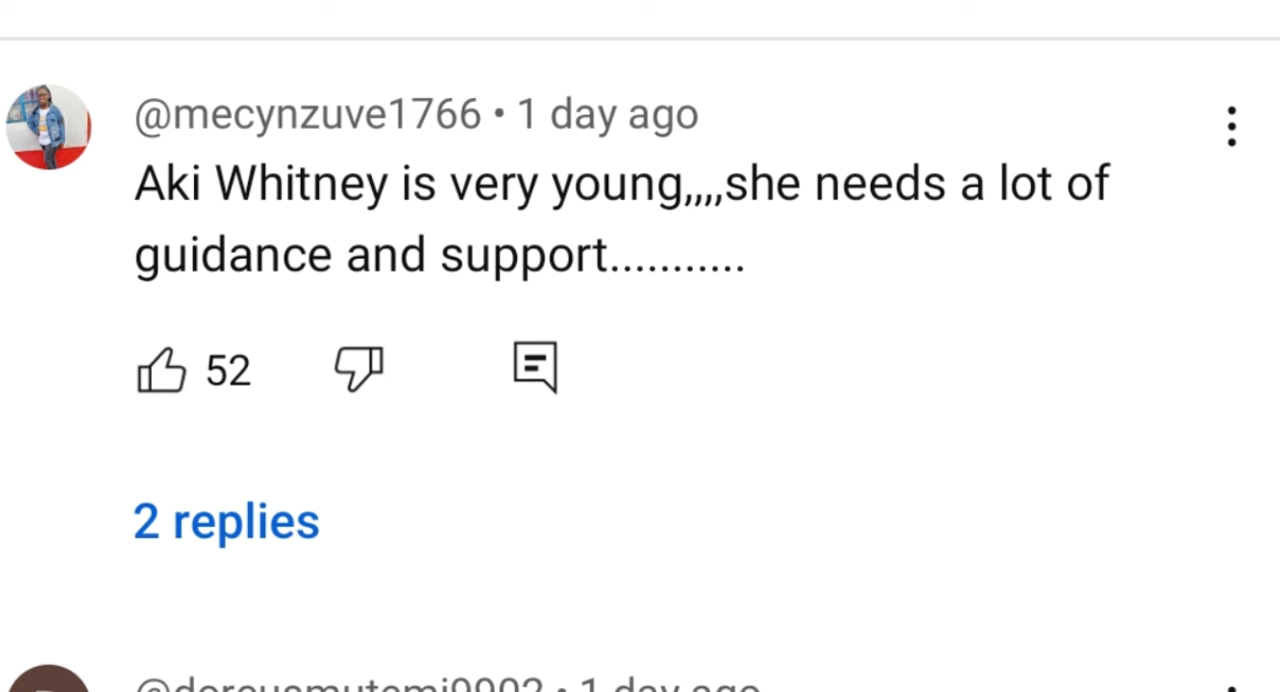 @mecynzuve1766 • 1 day ago
Aki Whitney is very young,,,,she needs a lot of
guidance and support...........
52
2 replies
@dorcusmutemi9902 • 1 day ago